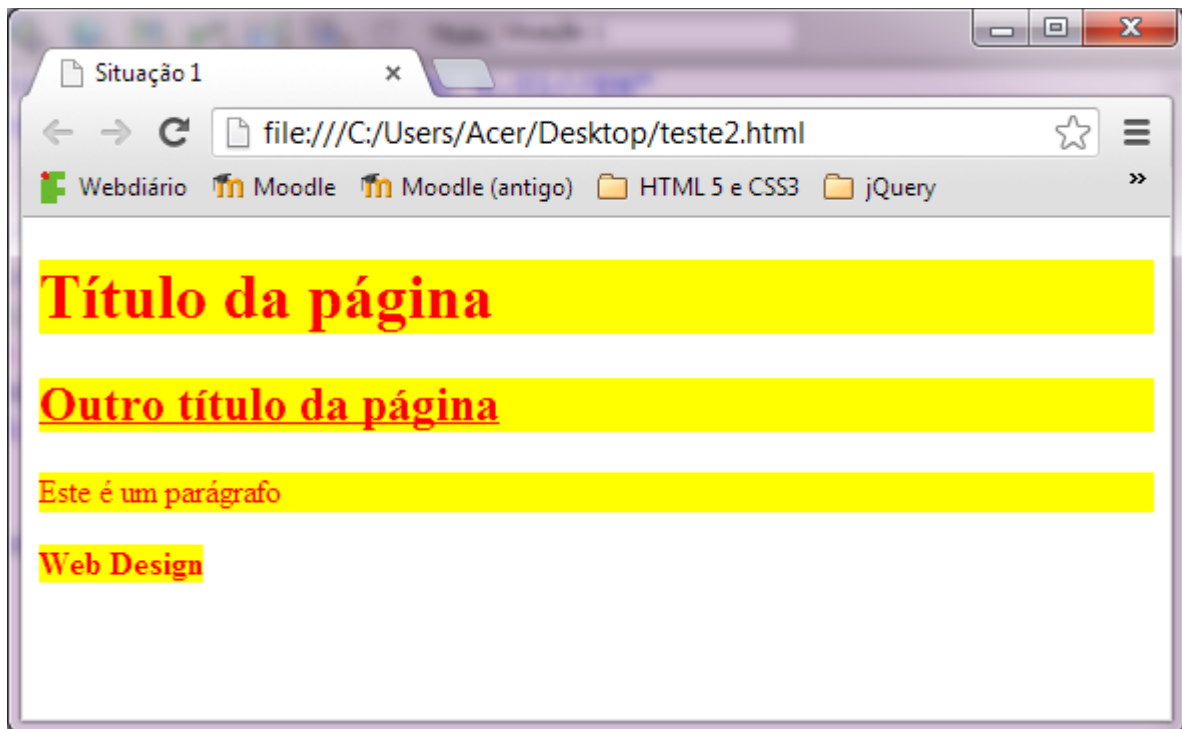 Situação 1
file:///C:/Users/Acer/Desktop/teste2.html
Webdiário Moodle Moodle (antigo) HTML 5 e CSS3 jQuery
Título da página
Outro título da página
Este é um parágrafo
Web Design